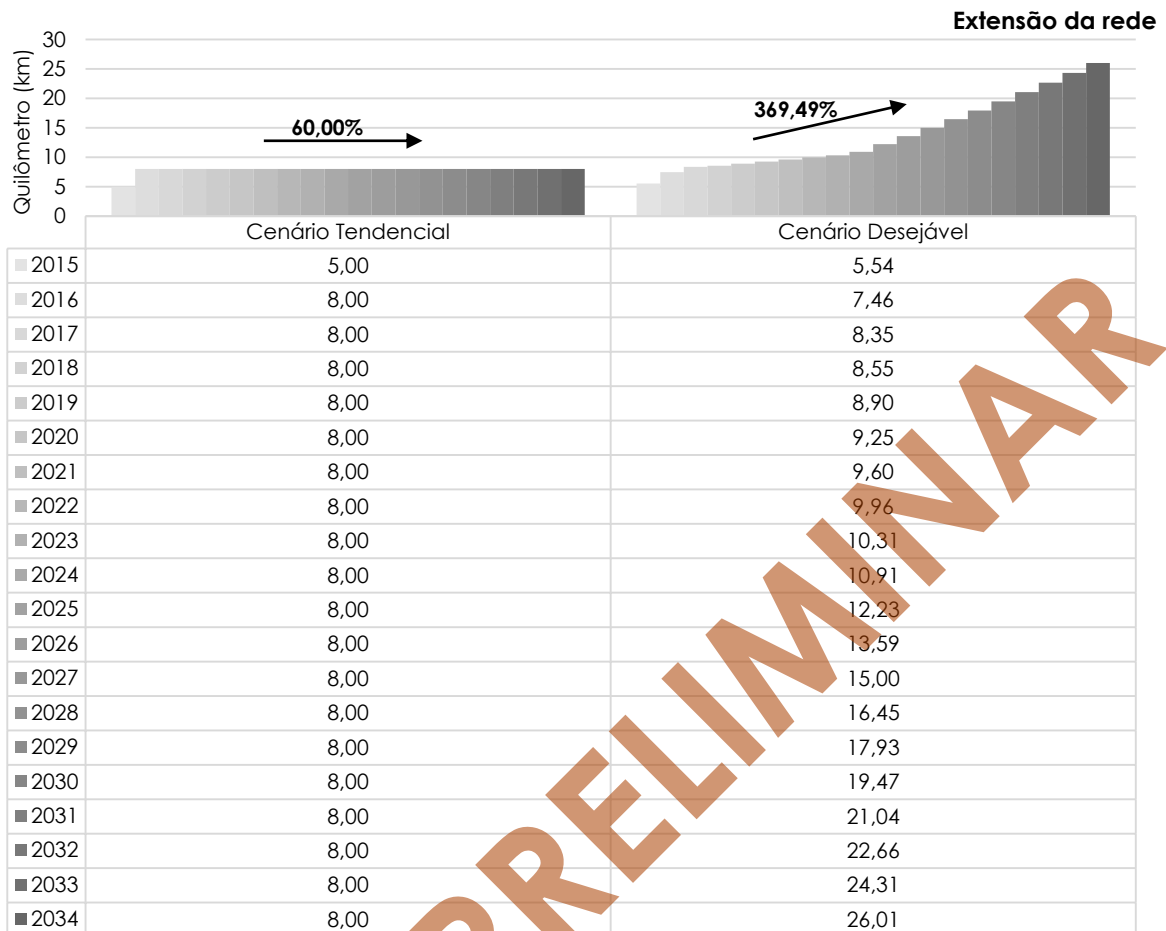 Extensão da rede
Quilômetro (km)
30
25
20
15
10
5
0
60,00%
369,49%
Cenário Tendencial Cenário Desejável
2015 5,00 5,54
2016 8,00 7,46
2017 8,00 8,35
2018 8,00 8,55
2019 8,00 8,90
2020 8,00 9,25
2021 8,00 9,60
2022 8,00 9,96
2023 8,00 10,31
2024 8,00 10,91
2025 8,00 12,23
2026 8,00 13,59
2027 8,00 15,00
2028 8,00 16,45
2029 8,00 17,93
2030 8,00 19,47
2031 8,00 21,04
2032 8,00 22,66
2033 8,00 24,31
2034 8,00 26,01
PRELIMINAR